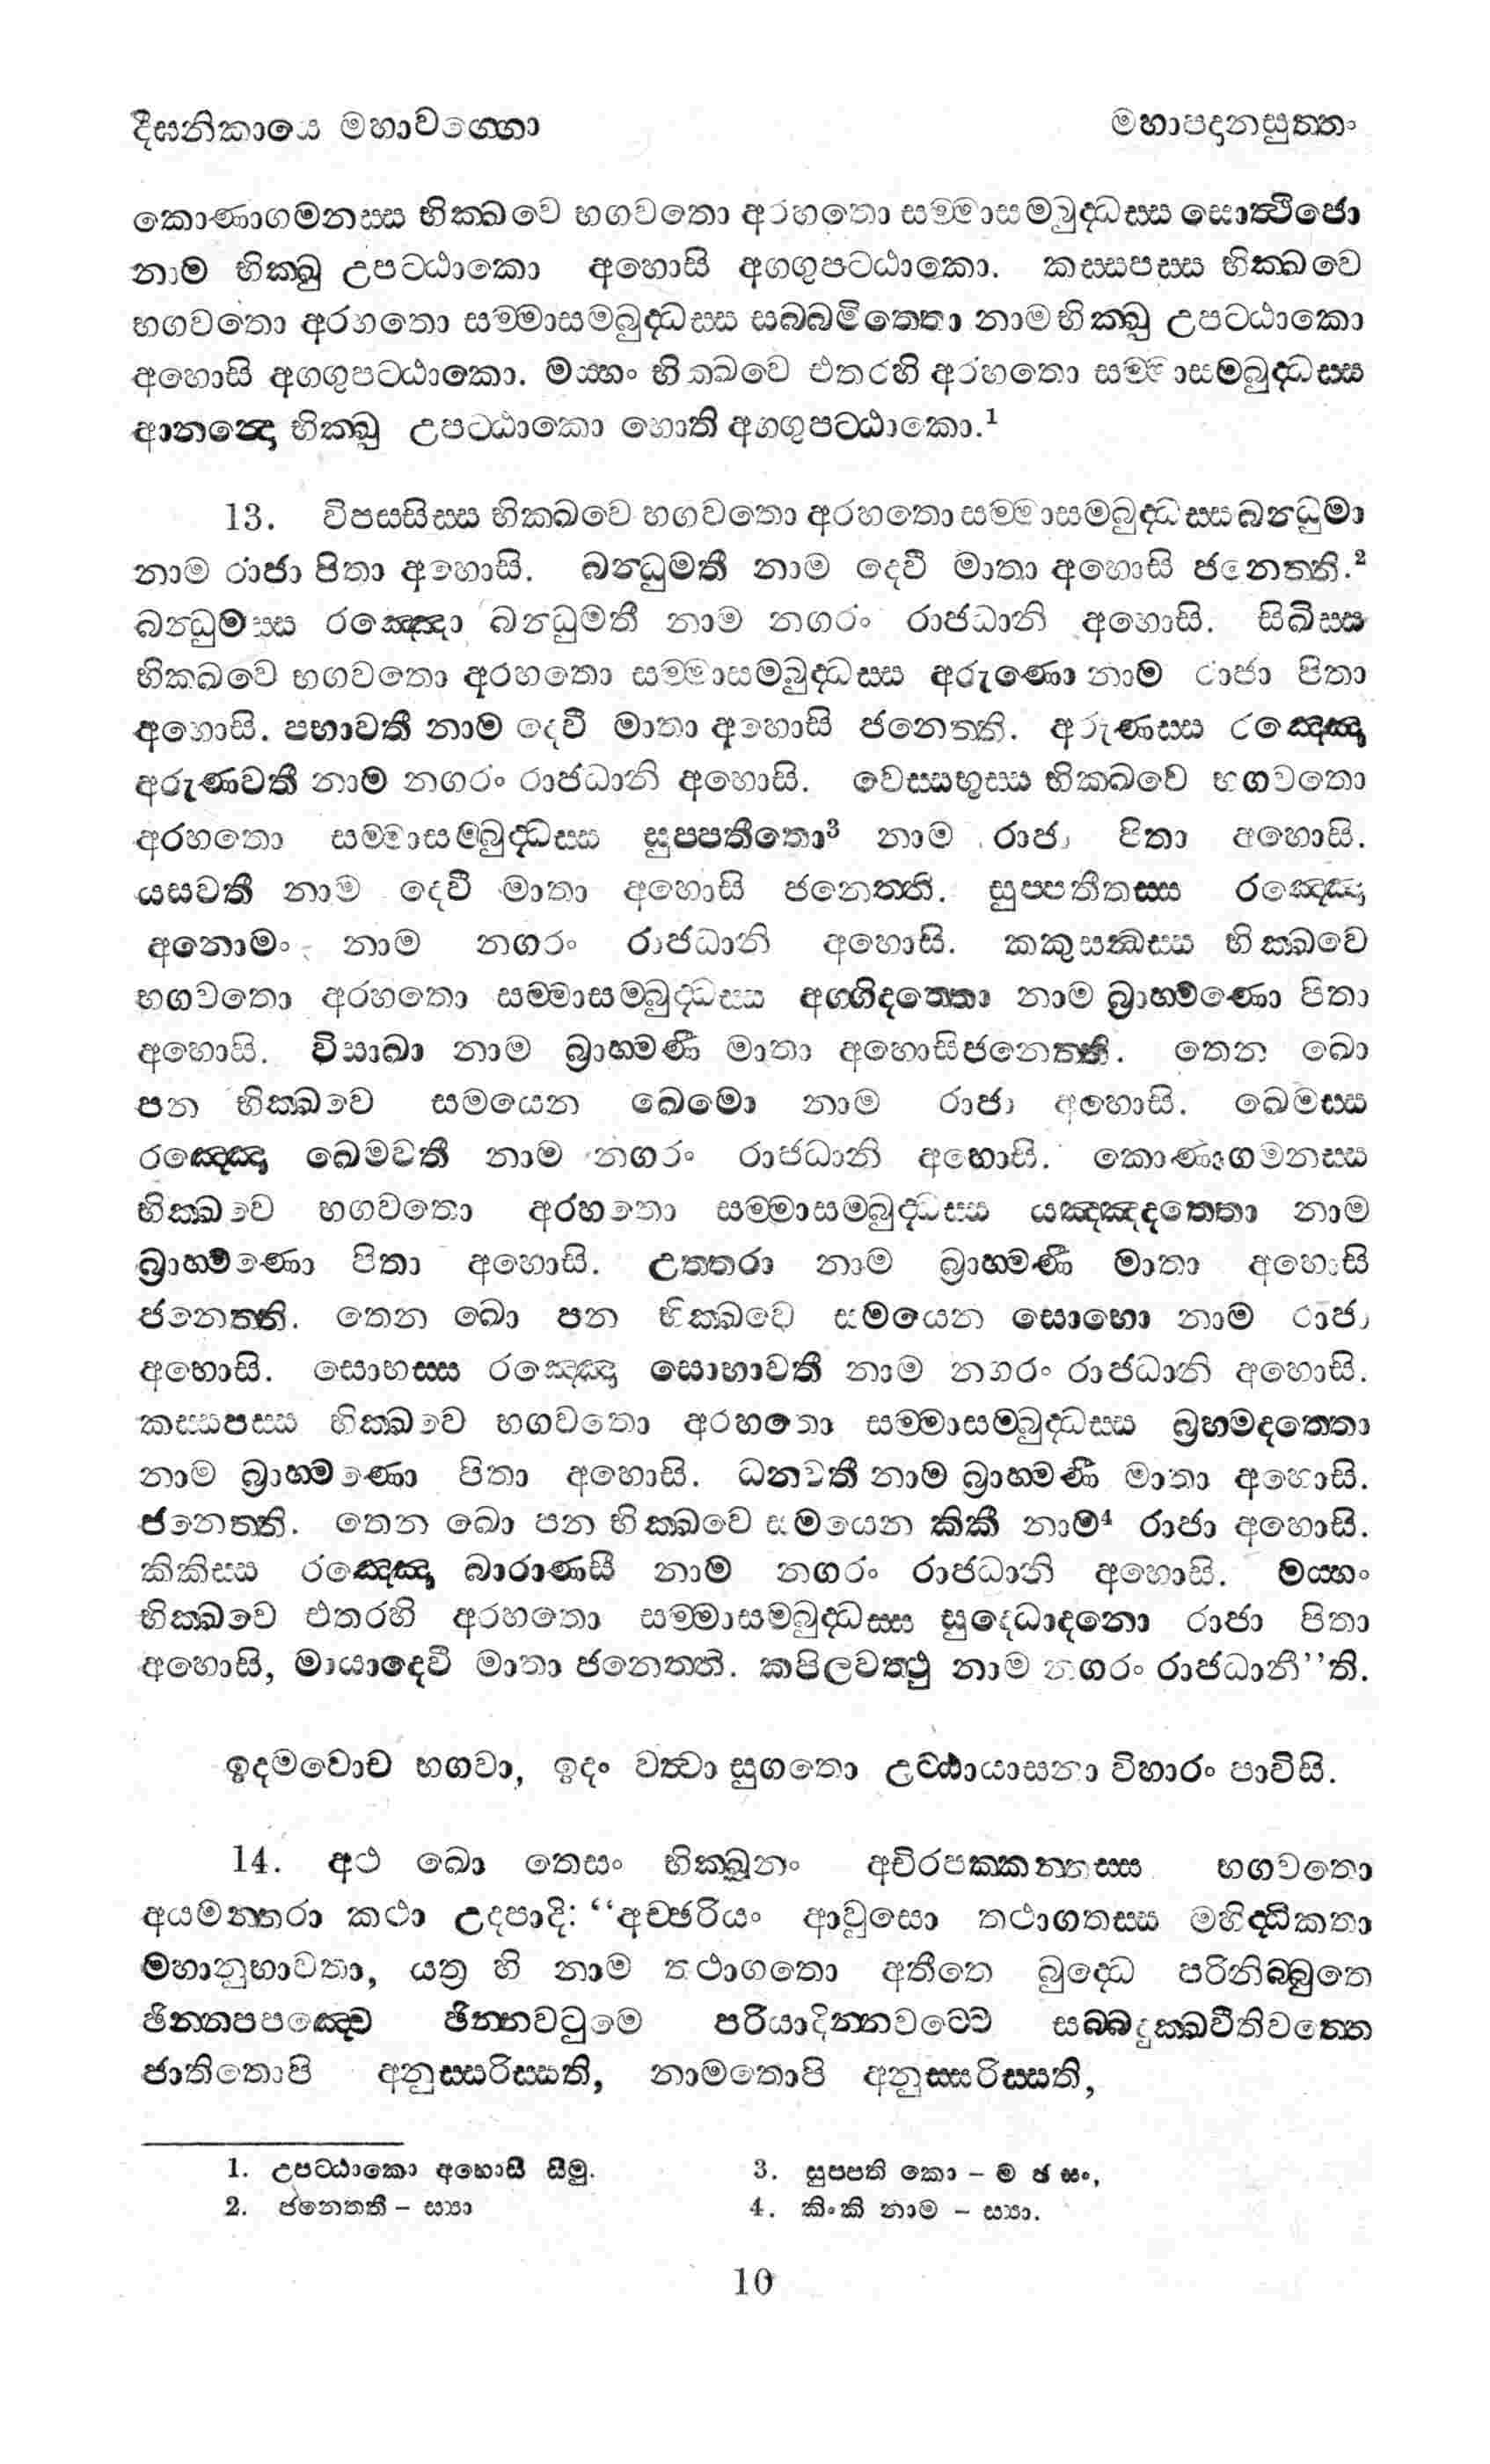 දීඝනිකායෙ මහාවග්ගො
මහාපදානසුත්තං
කොණාගමනස්ස භික්ඛවෙ භගවතො අරහතො සම්මාසම්බුද්ධස්ස සොත්ථිජො
නාම භික්ඛු උපට්ඨාකො අහොසි අග්ගුපට්ඨාකො. කස්සපස්ස භික්ඛවෙ
භගවතො අරහතො සම්මාසම්බුද්ධස්ස සබ්බමිත්තො නාම භික්ඛු උපට්ඨාකො
අහොසි අග්ගුපට්ඨාකො. මය්හං භික්ඛවෙ එතරහි අරහතො සම්මාසම්බුද්ධස්ස
ආනන්දො භික්ඛු උපට්ඨාකො හොති අග්ගුපට්ඨාකො.¹
13. විපස්සිස්ස භික්ඛවෙ භගවතො අරහතො සම්මාසම්බුද්ධස්ස බන්ධුමා
නාම රාජා පිතා අහොසි. බන්ධුමතී නාම දෙවී මාතා අහොසි ජනෙත්ති.²
බන්ධුමස්ස රඤ්ඤො බන්ධුමතී නාම නගරං රාජධානි අහොසි. සිඛිස්ස
භික්ඛවෙ භගවතො අරහතො සම්මාසම්බුද්ධස්ස අරුණො නාම රාජා පිතා
අහොසි. පභාවතී නාම දෙවී මාතා අහොසි ජනෙත්ති. අරුණස්ස රඤ්ඤො
අරුණවතී නාම නගරං රාජධානි අහොසි. වෙස්සභුස්ස භික්ඛවෙ භගවතො
අරහතො සම්මාසම්බුද්ධස්ස සුප්පතීතො³ නාම රාජා පිතා අහොසි.
යසවතී නාම දෙවී මාතා අහොසි ජනෙත්ති. සුප්පතීතස්ස රඤ්ඤො
අනොමං නාම නගරං රාජධානි අහොසි. කකුසන්ධස්ස භික්ඛවෙ
භගවතො අරහතො සම්මාසම්බුද්ධස්ස අග්ගිදත්තො නාම බ්‍රාහ්මණො පිතා
අහොසි. විසාඛා නාම බ්‍රාහ්මණී මාතා අහොසි ජනෙත්ති. තෙන ඛො
පන භික්ඛවෙ සමයෙන ඛෙමො නාම රාජා අහොසි. ඛෙමස්ස
රඤ්ඤො ඛෙමවතී නාම නගරං රාජධානි අහොසි. කොණාගමනස්ස
භික්ඛවෙ භගවතො අරහතො සම්මාසම්බුද්ධස්ස යඤ්ඤදත්තො නාම
බ්‍රාහ්මණො පිතා අහොසි. උත්තරා නාම බ්‍රාහ්මණී මාතා අහොසි
ජනෙත්ති. තෙන ඛො පන භික්ඛවෙ සමයෙන සොභො නාම රාජා
අහොසි. සොභස්ස රඤ්ඤො සොභාවතී නාම නගරං රාජධානි අහොසි.
කස්සපස්ස භික්ඛවෙ භගවතො අරහතො සම්මාසම්බුද්ධස්ස බ්‍රහ්මදත්තො
නාම බ්‍රාහ්මණො පිතා අහොසි. ධනවතී නාම බ්‍රාහ්මණී මාතා අහොසි.
ජනෙත්ති. තෙන ඛො පන භික්ඛවෙ සමයෙන කිකී නාම⁴ රාජා අහොසි.
කිකිස්ස රඤ්ඤො බාරාණසී නාම නගරං රාජධානි අහොසි. මය්හං
භික්ඛවෙ එතරහි අරහතො සම්මාසම්බුද්ධස්ස සුද්ධොදනො රාජා පිතා
අහොසි, මායාදෙවී මාතා ජනෙත්ති. කපිලවත්ථු නාම නගරං රාජධානී”ති.
ඉදමවොච භගවා, ඉදං වත්වා සුගතො උට්ඨායාසනා විහාරං පාවිසි.
14. අථ ඛො තෙසං භික්ඛූනං අචිරපක්කන්තස්ස භගවතො
අයමන්තරා කථා උදපාදි: “අච්ඡරියං ආවුසො තථාගතස්ස මහිද්ධිකතා
මහානුභාවතා, යත්‍ර හි නාම තථාගතො අතීතෙ බුද්ධෙ පරිනිබ්බුතෙ
ඡින්නපපඤ්චෙ ඡින්නවටුමෙ පරියාදින්නවට්ටෙ සබ්බදුක්ඛවීතිවත්තෙ
ජාතිතොපි අනුස්සරිස්සති, නාමතොපි අනුස්සරිස්සති,
1. උපට්ඨාකො අහොසි සීමු.
2. ජනෙත්තී – ස්‍යා
3. සුප්පති කො – ම ඡ සං,
4. කිංකි නාම – ස්‍යා.
10